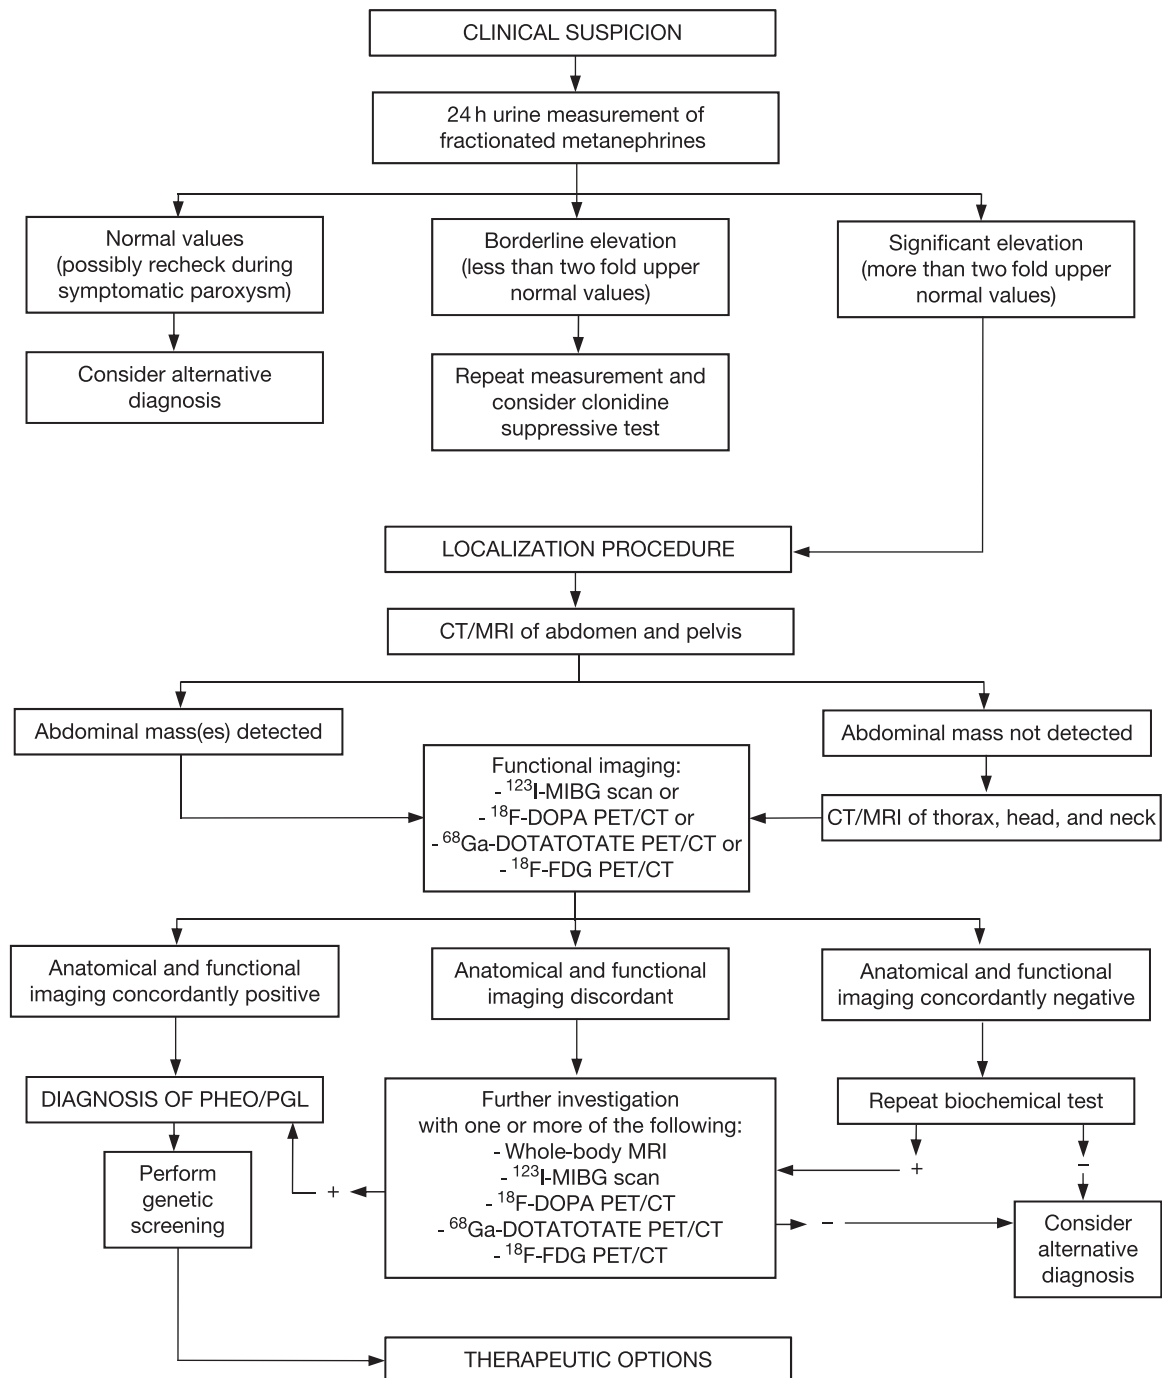 CLINICAL SUSPICION
24 h urine measurement of
fractionated metanephrines
Normal values
(possibly recheck during
symptomatic paroxysm)
Borderline elevation
(less than two fold upper
normal values)
Significant elevation
(more than two fold upper
normal values)
Consider alternative
diagnosis
Repeat measurement and
consider clonidine
suppressive test
LOCALIZATION PROCEDURE
CT/MRI of abdomen and pelvis
Abdominal mass(es) detected
Abdominal mass not detected
Functional imaging:
- ¹²³I-MIBG scan or
- ¹⁸F-DOPA PET/CT or
- ⁶⁸Ga-DOTATOTATE PET/CT or
- ¹⁸F-FDG PET/CT
CT/MRI of thorax, head, and neck
Anatomical and functional
imaging concordantly positive
Anatomical and functional
imaging discordant
Anatomical and functional
imaging concordantly negative
DIAGNOSIS OF PHEO/PGL
Further investigation
with one or more of the following:
- Whole-body MRI
- ¹²³I-MIBG scan
- ¹⁸F-DOPA PET/CT
- ⁶⁸Ga-DOTATOTATE PET/CT
- ¹⁸F-FDG PET/CT
Repeat biochemical test
+
–
Perform
genetic
screening
+
–
Consider
alternative
diagnosis
THERAPEUTIC OPTIONS